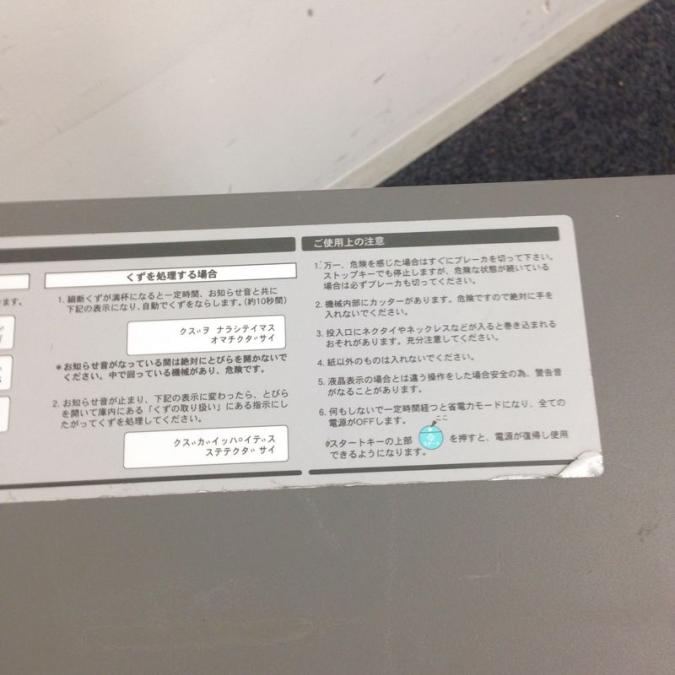 ます。
くずを処理する場合
1. 細断くずが満杯になると一定時間、お知らせ音と共に
下記の表示になり、自動でくずをならします。(約10秒間)
クス゛ヲ ナラシテイマス
オマチクタ゛サイ
*お知らせ音がなっている間は絶対にとびらを開かないで
ください。中で回っている機械があり、危険です。
2. お知らせ音が止まり、下記の表示に変わったら、とびら
を開いて庫内にある「くずの取り扱い」にある指示にし
たがってくずを処理してください。
クス゛カ゛イッハ゜イテ゛ス
ステテクタ゛サイ
ご使用上の注意
1. 万一、危険を感じた場合はすぐにブレーカを切って下さい。
ストップキーでも停止しますが、危険な状態が続いている
場合は必ずブレーカも切ってください。
2. 機械内部にカッターがあります。危険ですので絶対に手を
入れないでください。
3. 投入口にネクタイやネックレスなどが入ると巻き込まれる
おそれがあります。充分注意してください。
4. 紙以外のものは入れないでください。
5. 液晶表示の場合とは違う操作をした場合安全の為、警告音
がなることがあります。
6. 何もしないで一定時間経つと省電力モードになり、全ての
電源がOFFします。
ここ
*スタートキーの上部 スタート を押すと、電源が復帰し使用
できるようになります。